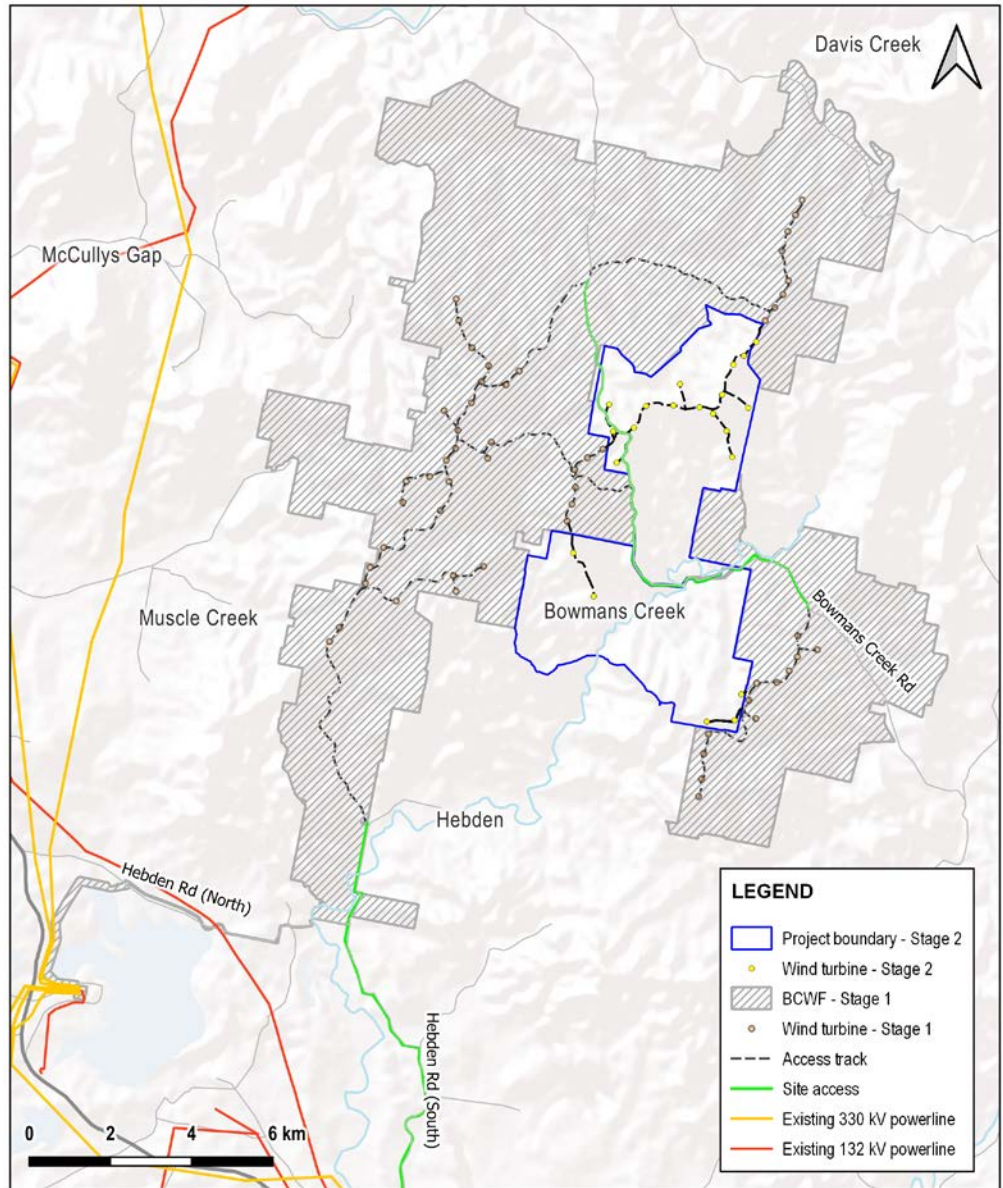 Davis Creek
McCullys Gap
Muscle Creek
Bowmans Creek
Bowmans Creek Rd
Hebden
Hebden Rd (North)
Hebden Rd (South)
0 2 4 6 km
LEGEND
Project boundary - Stage 2
Wind turbine - Stage 2
BCWF - Stage 1
Wind turbine - Stage 1
Access track
Site access
Existing 330 kV powerline
Existing 132 kV powerline